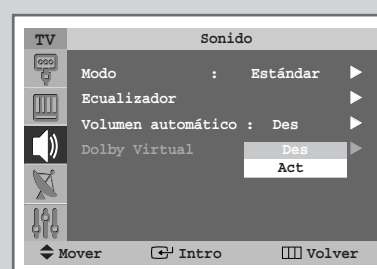 TV Sonido
Modo : Estándar
Ecualizador
Volumen automático : Des
Dolby Virtual Des
Act
Mover Intro Volver